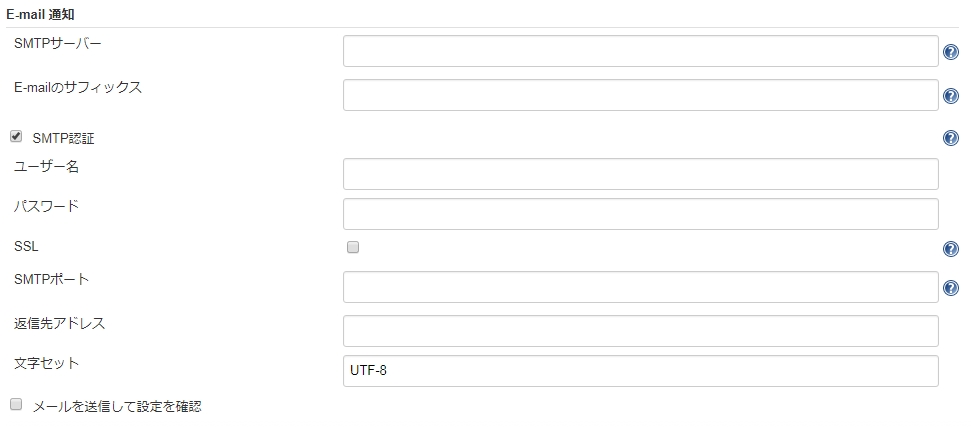 E-mail 通知
SMTPサーバー
E-mailのサフィックス
SMTP認証
ユーザー名
パスワード
SSL
SMTPポート
返信先アドレス
文字セット UTF-8
メールを送信して設定を確認